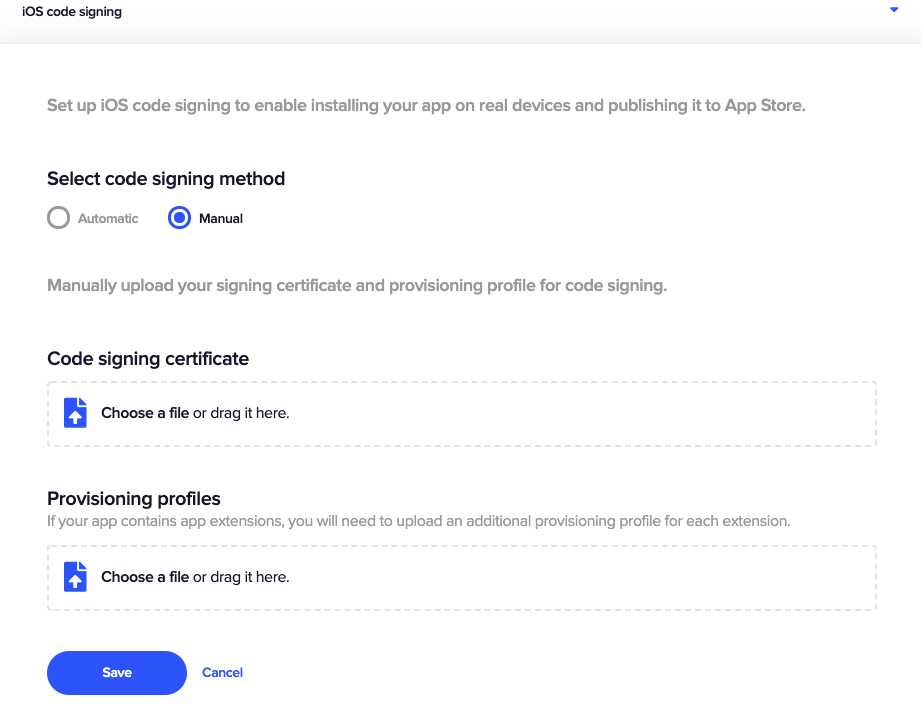 iOS code signing
Set up iOS code signing to enable installing your app on real devices and publishing it to App Store.
Select code signing method
Automatic
Manual
Manually upload your signing certificate and provisioning profile for code signing.
Code signing certificate
Choose a file or drag it here.
Provisioning profiles
If your app contains app extensions, you will need to upload an additional provisioning profile for each extension.
Choose a file or drag it here.
Save
Cancel